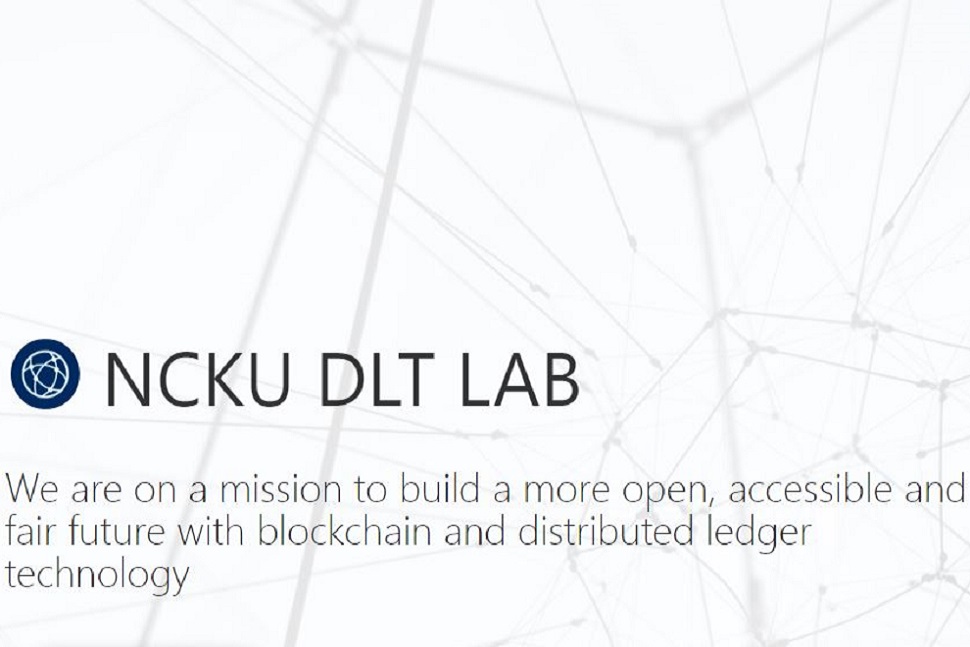 NCKU DLT LAB
We are on a mission to build a more open, accessible and
fair future with blockchain and distributed ledger
technology